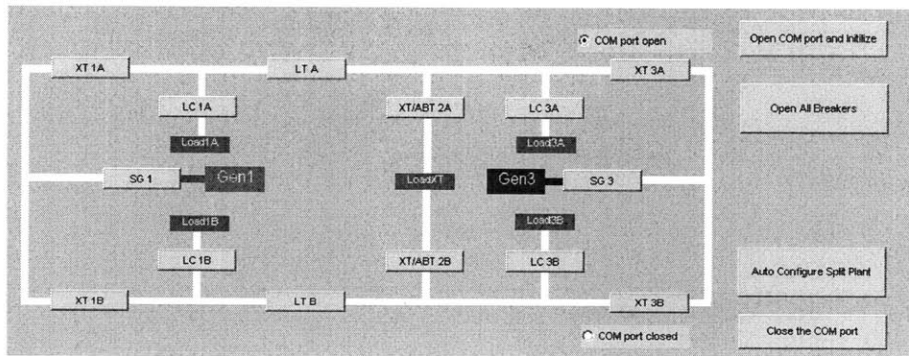 COM port open
Open COM port and Initilize
XT 1A
LT A
XT 3A
LC 1A
XT/ABT 2A
LC 3A
Open All Breakers
Load1A
Load3A
SG 1
Gen1
LoadXT
Gen3
SG 3
Load1B
Load3B
LC 1B
XT/ABT 2B
LC 3B
Auto Configure Split Plant
XT 1B
LT B
XT 3B
COM port closed
Close the COM port